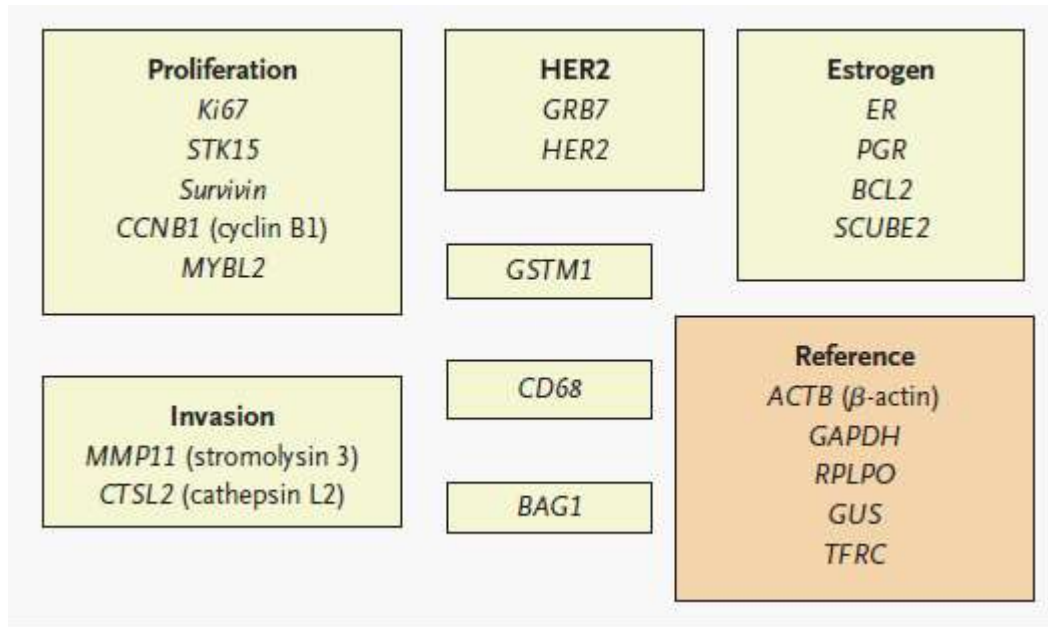 Proliferation
Ki67
STK15
Survivin
CCNB1 (cyclin B1)
MYBL2
HER2
GRB7
HER2
Estrogen
ER
PGR
BCL2
SCUBE2
GSTM1
Invasion
MMP11 (stromolysin 3)
CTSL2 (cathepsin L2)
CD68
BAG1
Reference
ACTB (β-actin)
GAPDH
RPLPO
GUS
TFRC